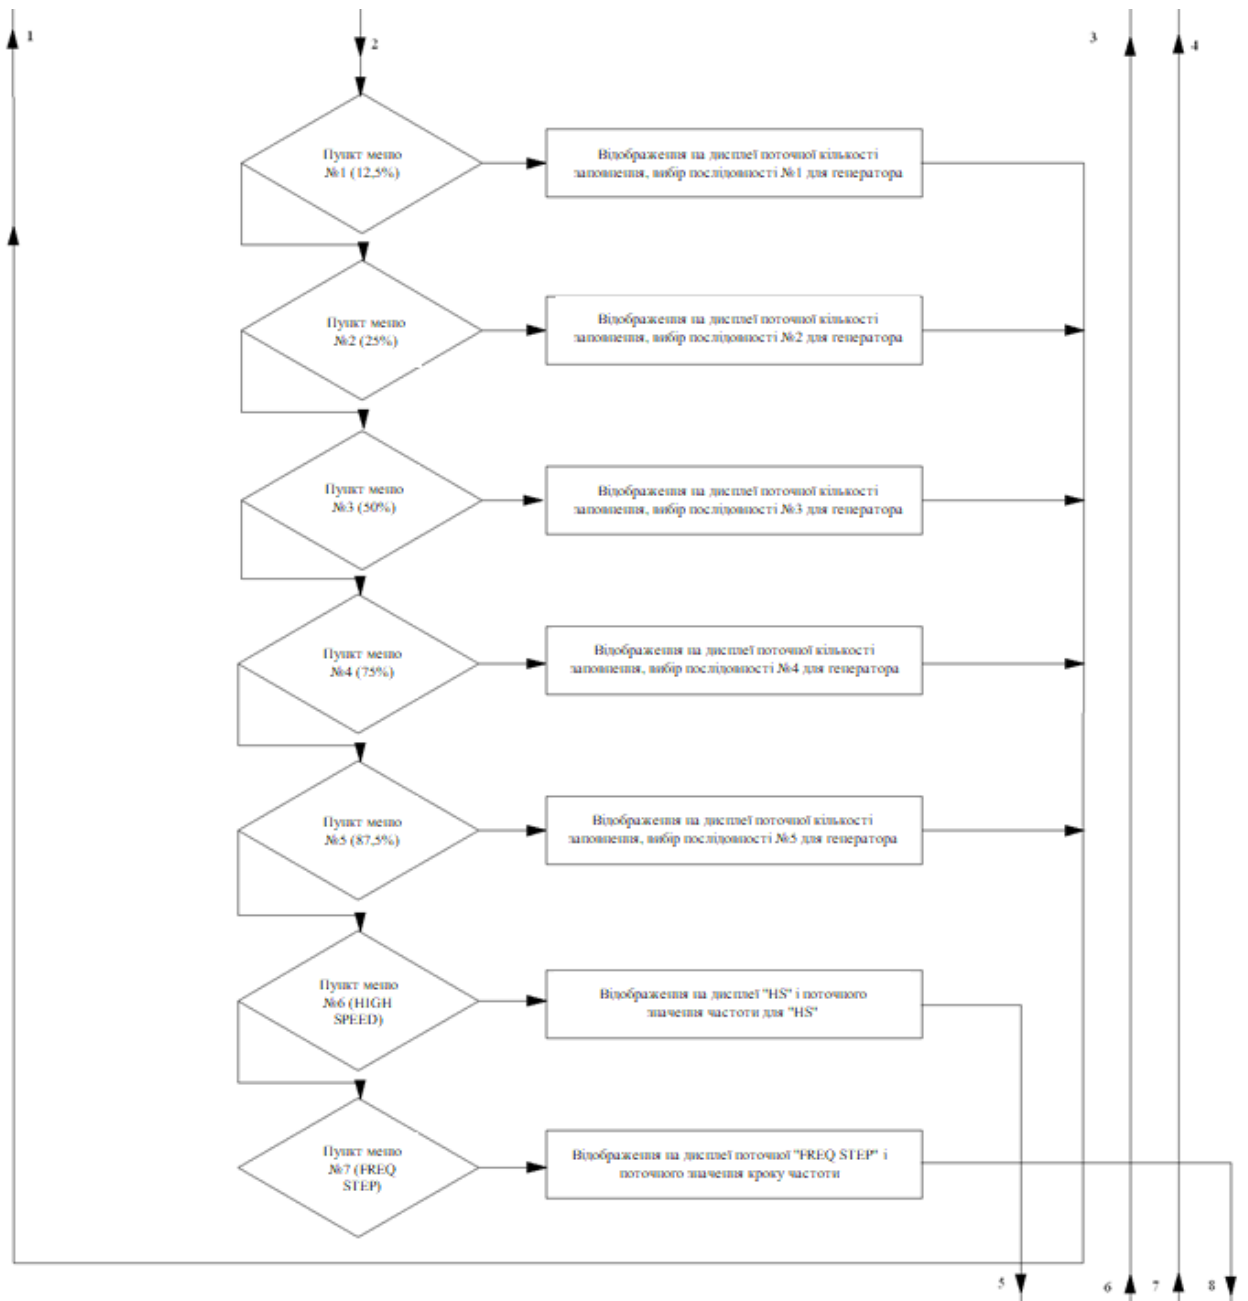 1
2
3
4
Пункт меню
№1 (12,5%)
Відображення на дисплеї поточної кількості
заповнення, вибір послідовності №1 для генератора
Пункт меню
№2 (25%)
Відображення на дисплеї поточної кількості
заповнення, вибір послідовності №2 для генератора
Пункт меню
№3 (50%)
Відображення на дисплеї поточної кількості
заповнення, вибір послідовності №3 для генератора
Пункт меню
№4 (75%)
Відображення на дисплеї поточної кількості
заповнення, вибір послідовності №4 для генератора
Пункт меню
№5 (87,5%)
Відображення на дисплеї поточної кількості
заповнення, вибір послідовності №5 для генератора
Пункт меню
№6 (HIGH
SPEED)
Відображення на дисплеї "HS" і поточного
значення частоти для "HS"
Пункт меню
№7 (FREQ
STEP)
Відображення на дисплеї поточної "FREQ STEP" і
поточного значення кроку частоти
5
6
7
8